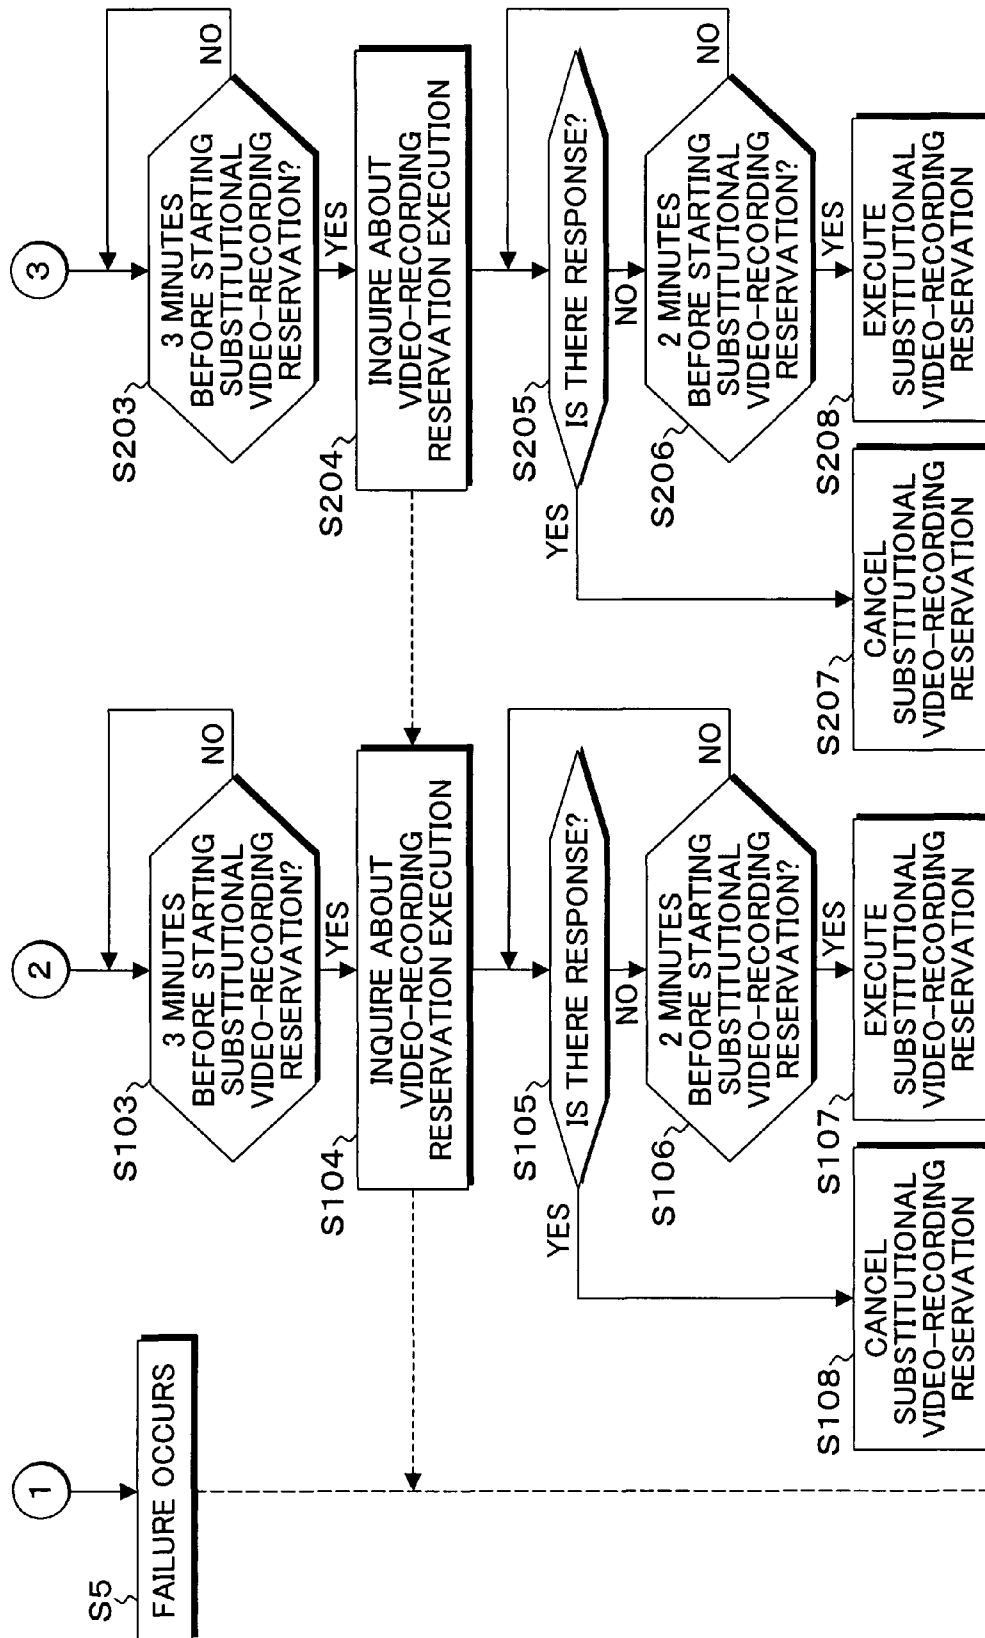 1
S5
FAILURE OCCURS
2
S103
3 MINUTES
BEFORE STARTING
SUBSTITUTIONAL
VIDEO-RECORDING
RESERVATION?
NO
YES
S104
INQUIRE ABOUT
VIDEO-RECORDING
RESERVATION EXECUTION
S105
IS THERE RESPONSE?
YES
NO
S106
2 MINUTES
BEFORE STARTING
SUBSTITUTIONAL
VIDEO-RECORDING
RESERVATION?
NO
YES
S108
CANCEL
SUBSTITUTIONAL
VIDEO-RECORDING
RESERVATION
S107
EXECUTE
SUBSTITUTIONAL
VIDEO-RECORDING
RESERVATION
3
S203
3 MINUTES
BEFORE STARTING
SUBSTITUTIONAL
VIDEO-RECORDING
RESERVATION?
NO
YES
S204
INQUIRE ABOUT
VIDEO-RECORDING
RESERVATION EXECUTION
S205
IS THERE RESPONSE?
YES
NO
S206
2 MINUTES
BEFORE STARTING
SUBSTITUTIONAL
VIDEO-RECORDING
RESERVATION?
NO
YES
S207
CANCEL
SUBSTITUTIONAL
VIDEO-RECORDING
RESERVATION
S208
EXECUTE
SUBSTITUTIONAL
VIDEO-RECORDING
RESERVATION